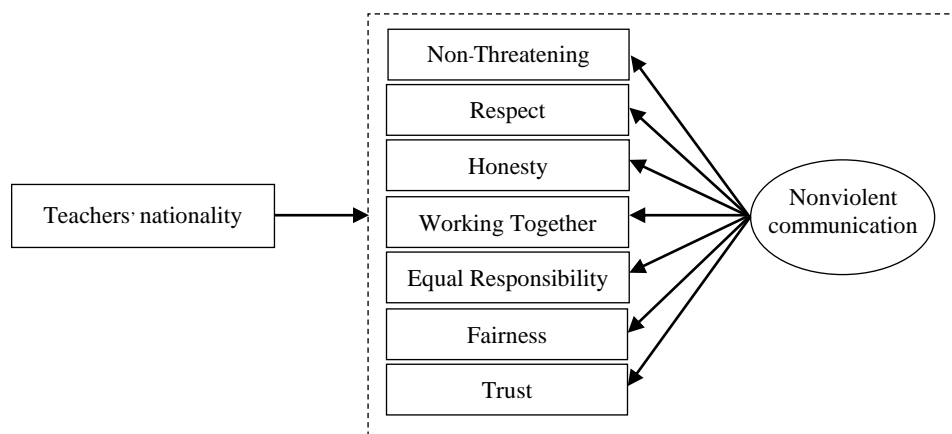 Non-Threatening
Respect
Honesty
Teachers' nationality
Working Together
Nonviolent
communication
Equal Responsibility
Fairness
Trust